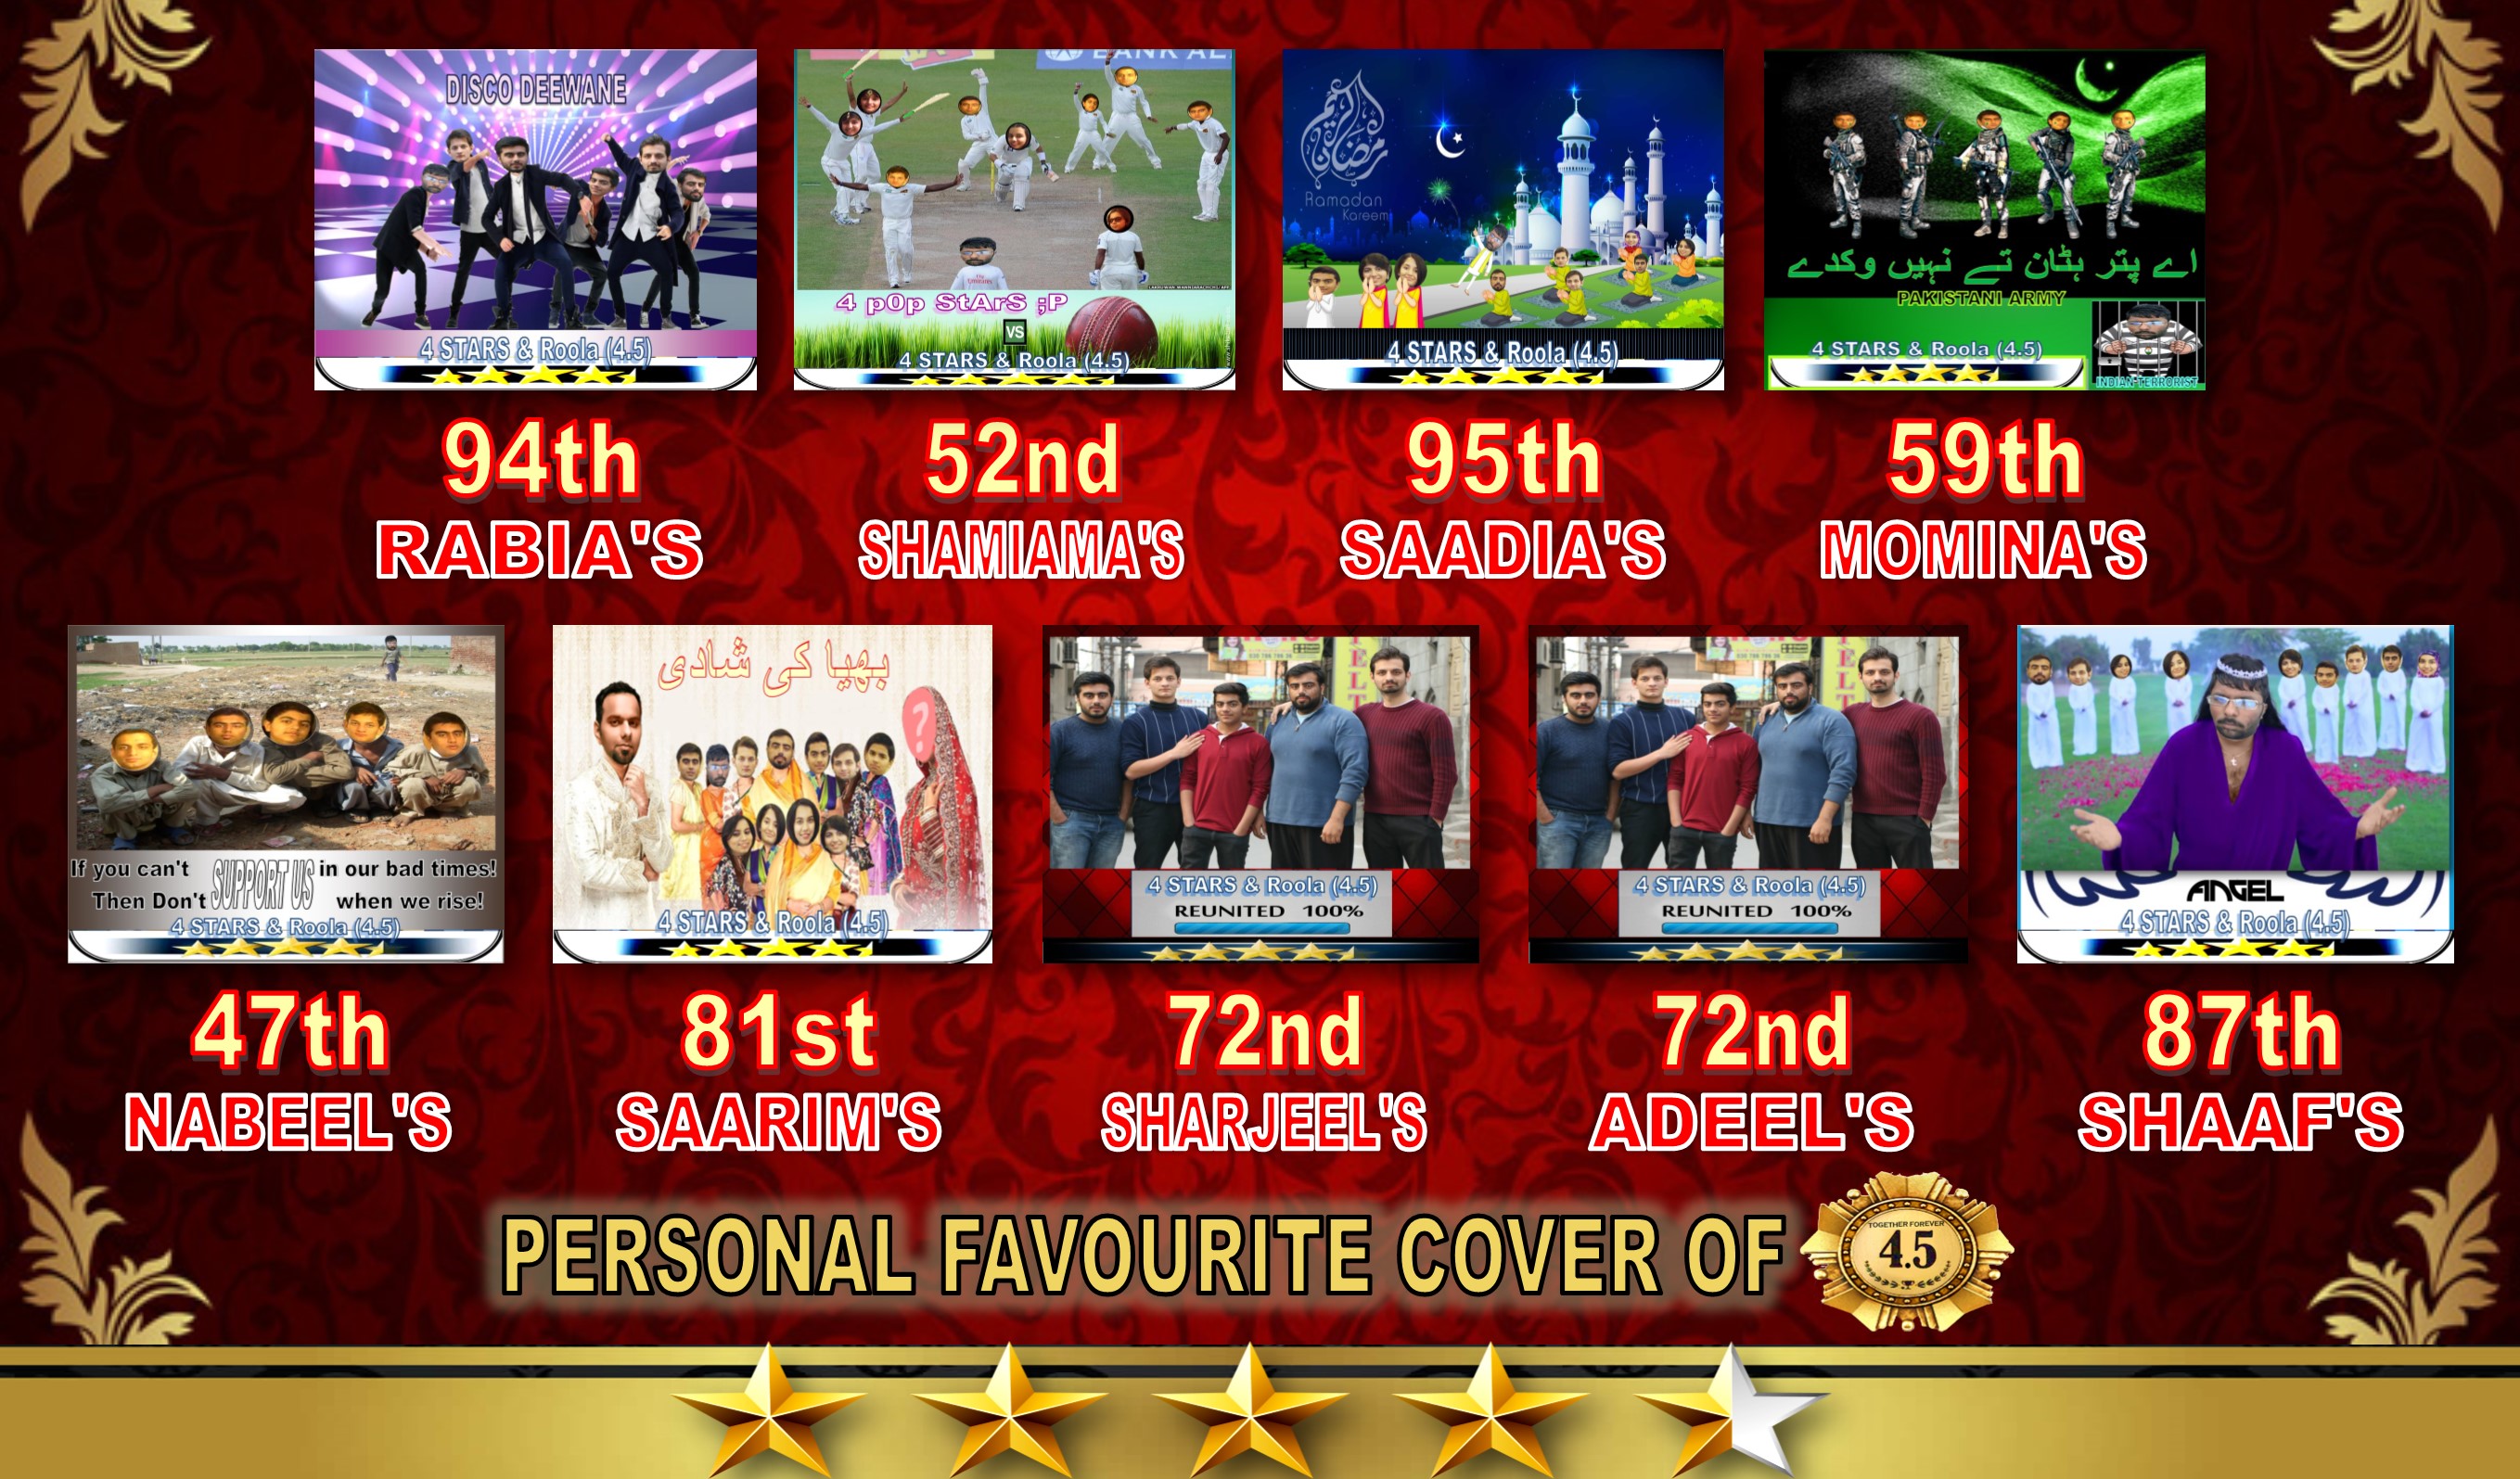 DISCO DEEWANE
4 STARS & Roola (4.5)
BANK AL
4 p0p StArS ;P
VS
4 STARS & Roola (4.5)
رمضان كريم
Ramadan
Kareem
4 STARS & Roola (4.5)
اے پتر ہٹاں تے نہیں وکدے
PAKISTANI ARMY
4 STARS & Roola (4.5)
INDIAN TERRORIST
94th
52nd
95th
59th
RABIA'S
SHAMIAMA'S
SAADIA'S
MOMINA'S
If you can't SUPPORT US in our bad times!
Then Don't when we rise!
4 STARS & Roola (4.5)
بھیا کی شادی
4 STARS & Roola (4.5)
4 STARS & Roola (4.5)
REUNITED 100%
4 STARS & Roola (4.5)
REUNITED 100%
ANGEL
4 STARS & Roola (4.5)
47th
81st
72nd
72nd
87th
NABEEL'S
SAARIM'S
SHARJEEL'S
ADEEL'S
SHAAF'S
PERSONAL FAVOURITE COVER OF
TOGETHER FOREVER
4.5